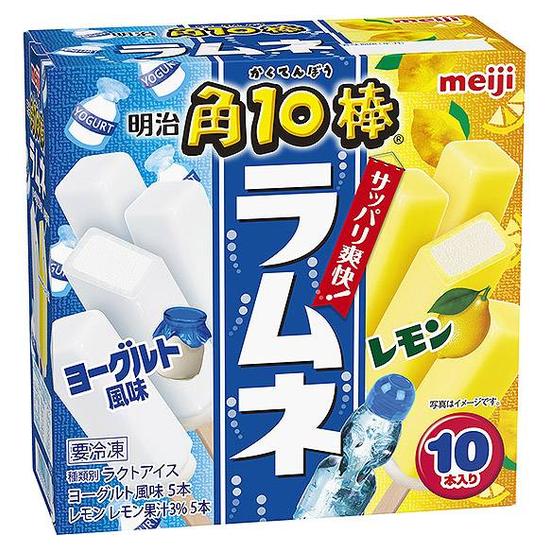 ラムネ
YOGURT
YOGURT
かくてんぼう
meiji
明治 角10棒®
サッパリ爽快!
ラムネ
ヨーグルト
風味
レモン
写真はイメージです。
10
本入り
要冷凍
種類別 ラクトアイス
ヨーグルト風味 5本
レモン レモン果汁3% 5本